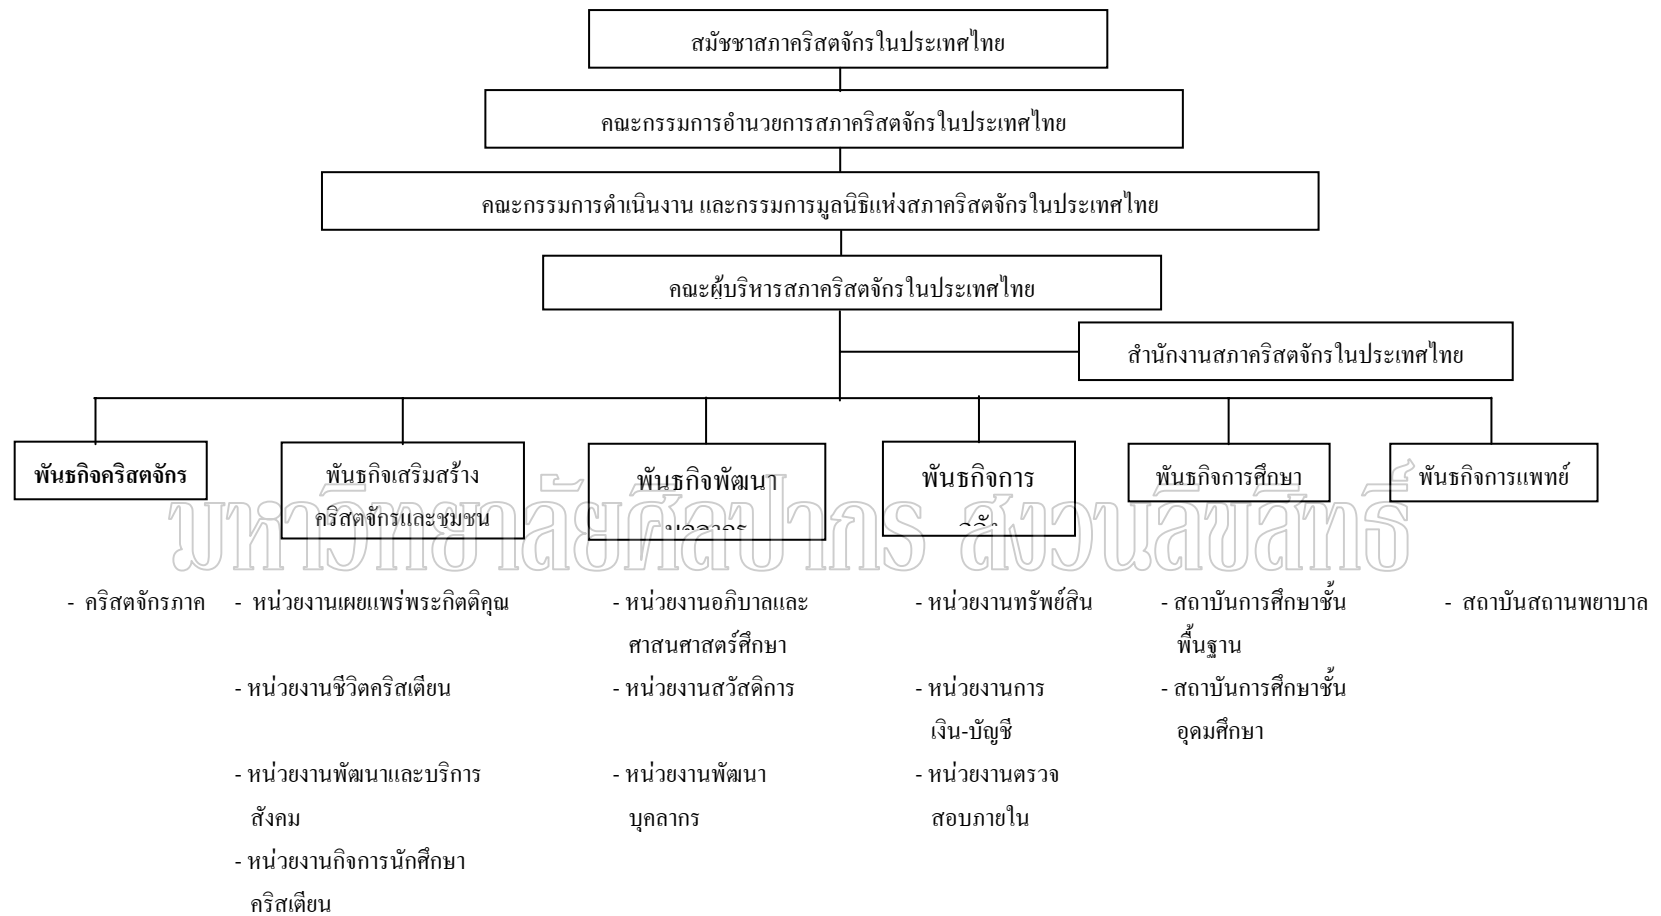 สมัชชาสภาคริสตจักรในประเทศไทย
คณะกรรมการอำนวยการสภาคริสตจักรในประเทศไทย
คณะกรรมการดำเนินงาน และกรรมการมูลนิธิแห่งสภาคริสตจักรในประเทศไทย
คณะผู้บริหารสภาคริสตจักรในประเทศไทย
สำนักงานสภาคริสตจักรในประเทศไทย
พันธกิจคริสตจักร
พันธกิจเสริมสร้าง
คริสตจักรและชุมชน
พันธกิจพัฒนา
บุคลากร
พันธกิจการ
พันธกิจการศึกษา
พันธกิจการแพทย์
มหาวิทยาลัยศิลปากร สงวนลิขสิทธิ์
- คริสตจักรภาค
- หน่วยงานเผยแพร่พระกิตติคุณ
- หน่วยงานชีวิตคริสเตียน
- หน่วยงานพัฒนาและบริการ
สังคม
- หน่วยงานกิจการนักศึกษา
คริสเตียน
- หน่วยงานอภิบาลและ
ศาสนศาสตร์ศึกษา
- หน่วยงานสวัสดิการ
- หน่วยงานพัฒนา
บุคลากร
- หน่วยงานทรัพย์สิน
- หน่วยงานการ
เงิน-บัญชี
- หน่วยงานตรวจ
สอบภายใน
- สถาบันการศึกษาชั้น
พื้นฐาน
- สถาบันการศึกษาชั้น
อุดมศึกษา
- สถาบันสถานพยาบาล